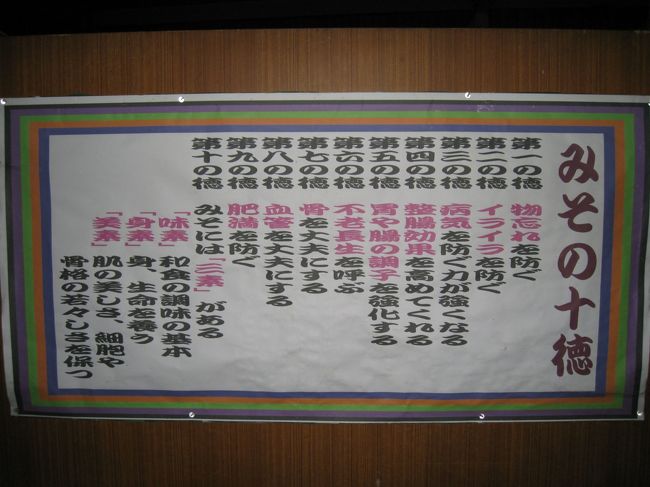 みその十徳
第一の徳 物忘れを防ぐ
第二の徳 イライラを防ぐ
第三の徳 病気を防ぐ力が強くなる
第四の徳 整腸効果を高めてくれる
第五の徳 胃や腸の調子を強化する
第六の徳 不老長生を呼ぶ
第七の徳 骨を丈夫にする
第八の徳 血管を丈夫にする
第九の徳 肥満を防ぐ
第十の徳 みそには「三素」がある
「味素」 和食の調味の基本
「身素」 身、生命を養う
「美素」 肌の美しさ、細胞や
骨格の若々しさを保つ